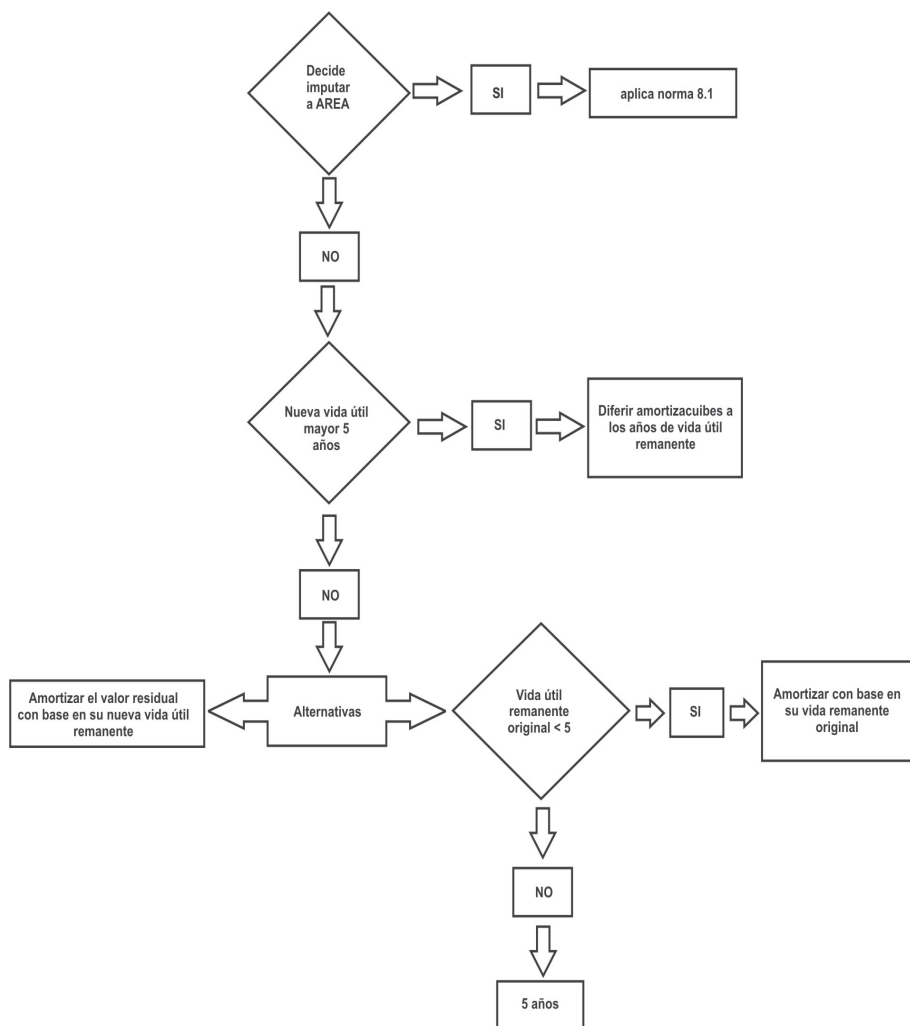 Decide
imputar
a AREA
SI
aplica norma 8.1
NO
Nueva vida útil
mayor 5
años
SI
Diferir amortizacuibes a
los años de vida útil
remanente
NO
Amortizar el valor residual
con base en su nueva vida útil
remanente
Alternativas
Vida útil
remanente
original < 5
SI
Amortizar con base en
su vida remanente
original
NO
5 años